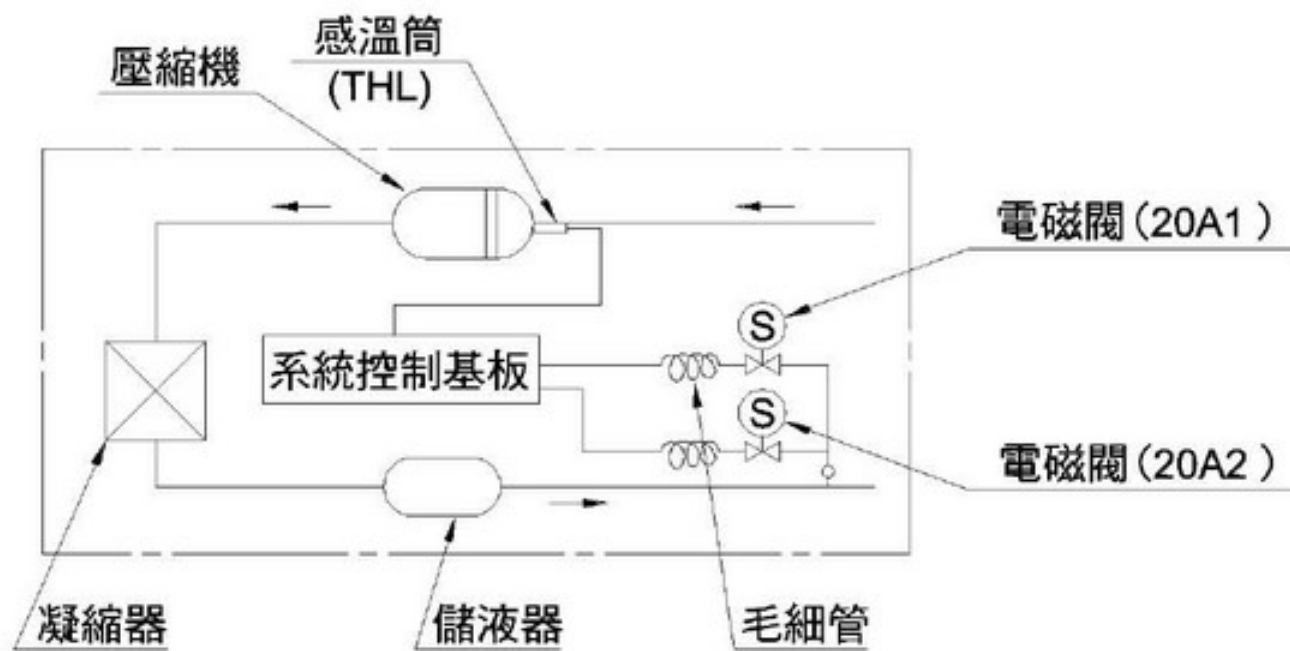 感溫筒
(THL)
壓縮機
電磁閥(20A1)
系統控制基板
S
S
電磁閥(20A2)
凝縮器
儲液器
毛細管